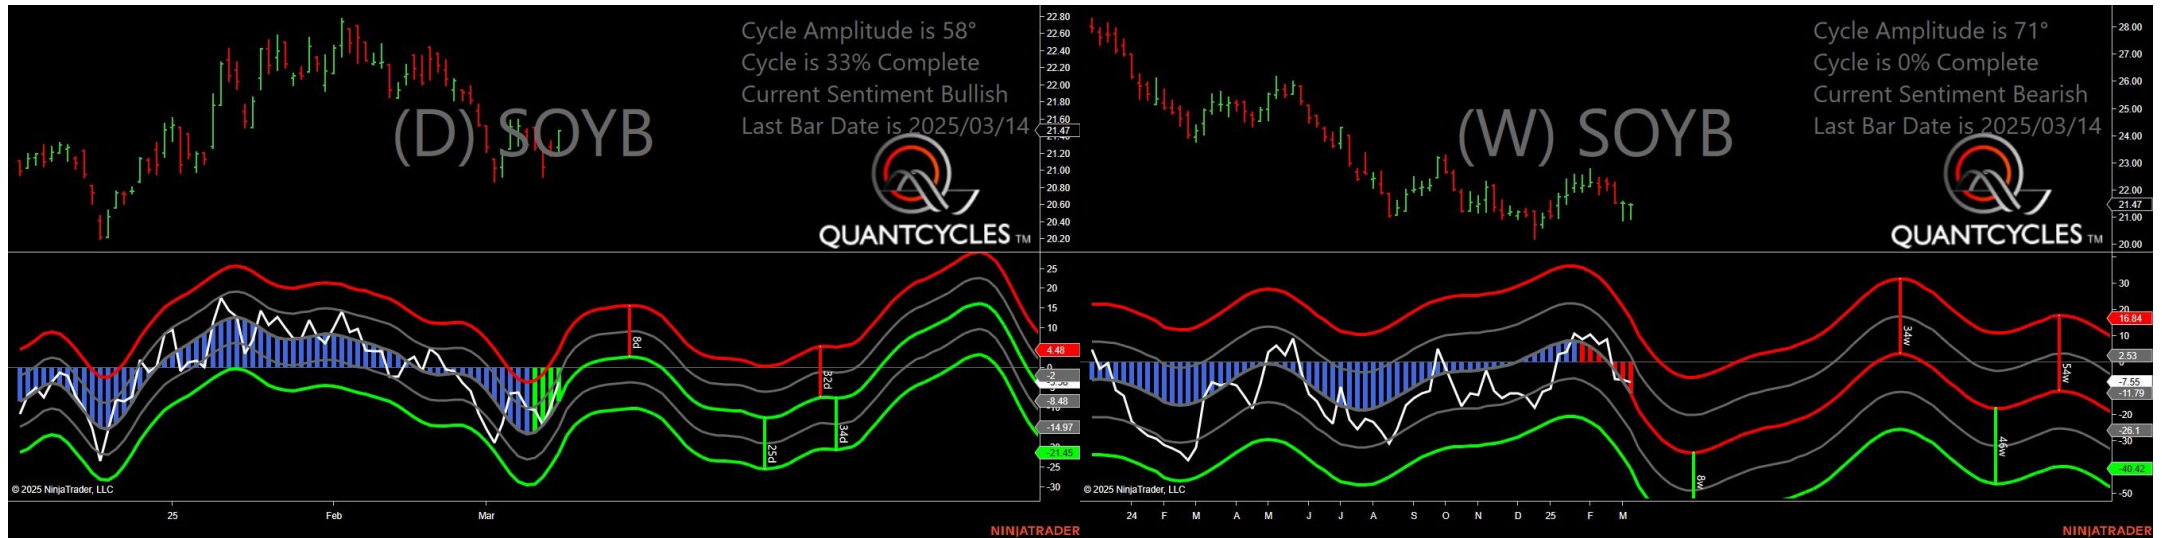 Cycle Amplitude is 58°
Cycle is 33% Complete
Current Sentiment Bullish
Last Bar Date is 2025/03/14
(D) SOYB
QUANTCYCLES TM
22.80
22.60
22.40
22.20
22.00
21.80
21.60
21.47
21.20
21.00
20.80
20.60
20.40
20.20
25
20
15
10
4.48
0
-2
-8.48
-14.97
-21.45
-25
-30
8d
25d
32d
34d
© 2025 NinjaTrader, LLC
25
Feb
Mar
NINJATRADER
Cycle Amplitude is 71°
Cycle is 0% Complete
Current Sentiment Bearish
Last Bar Date is 2025/03/14
(W) SOYB
QUANTCYCLES TM
28.00
27.00
26.00
25.00
24.00
23.00
22.00
21.47
21.00
20.00
30
16.84
10
2.53
-7.55
-11.79
-20
-26.1
-30
-40.42
-50
8w
34w
46w
54w
© 2025 NinjaTrader, LLC
24 F M A M J J A S O N D 25 F M
NINJATRADER